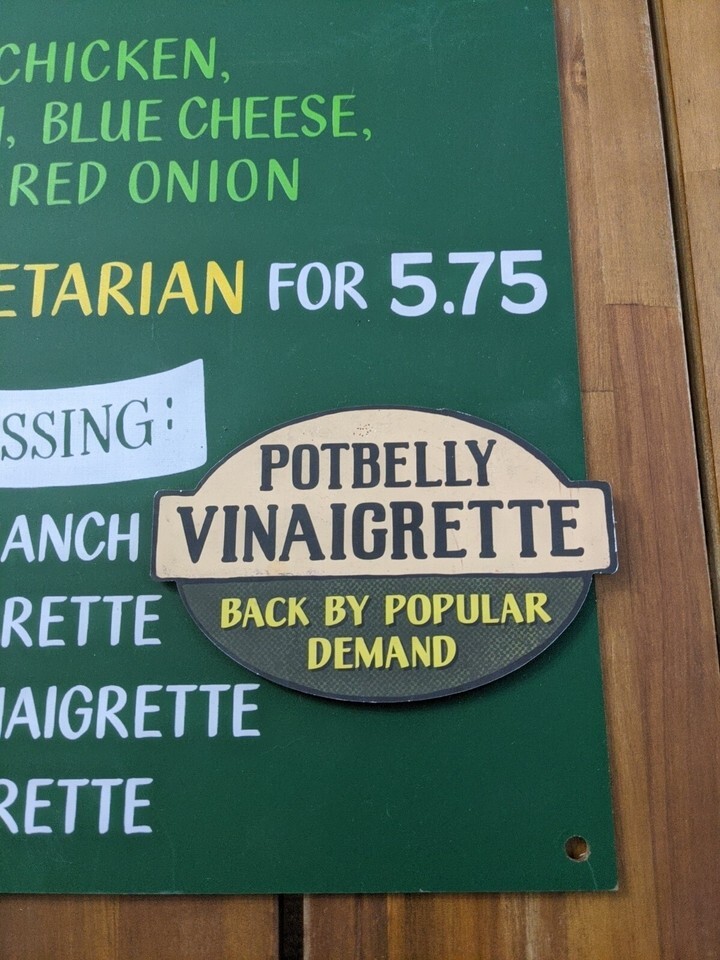 CHICKEN,
, BLUE CHEESE,
RED ONION
ETARIAN FOR 5.75
SSING:
ANCH
RETTE
NAIGRETTE
RETTE
POTBELLY
VINAIGRETTE
BACK BY POPULAR
DEMAND